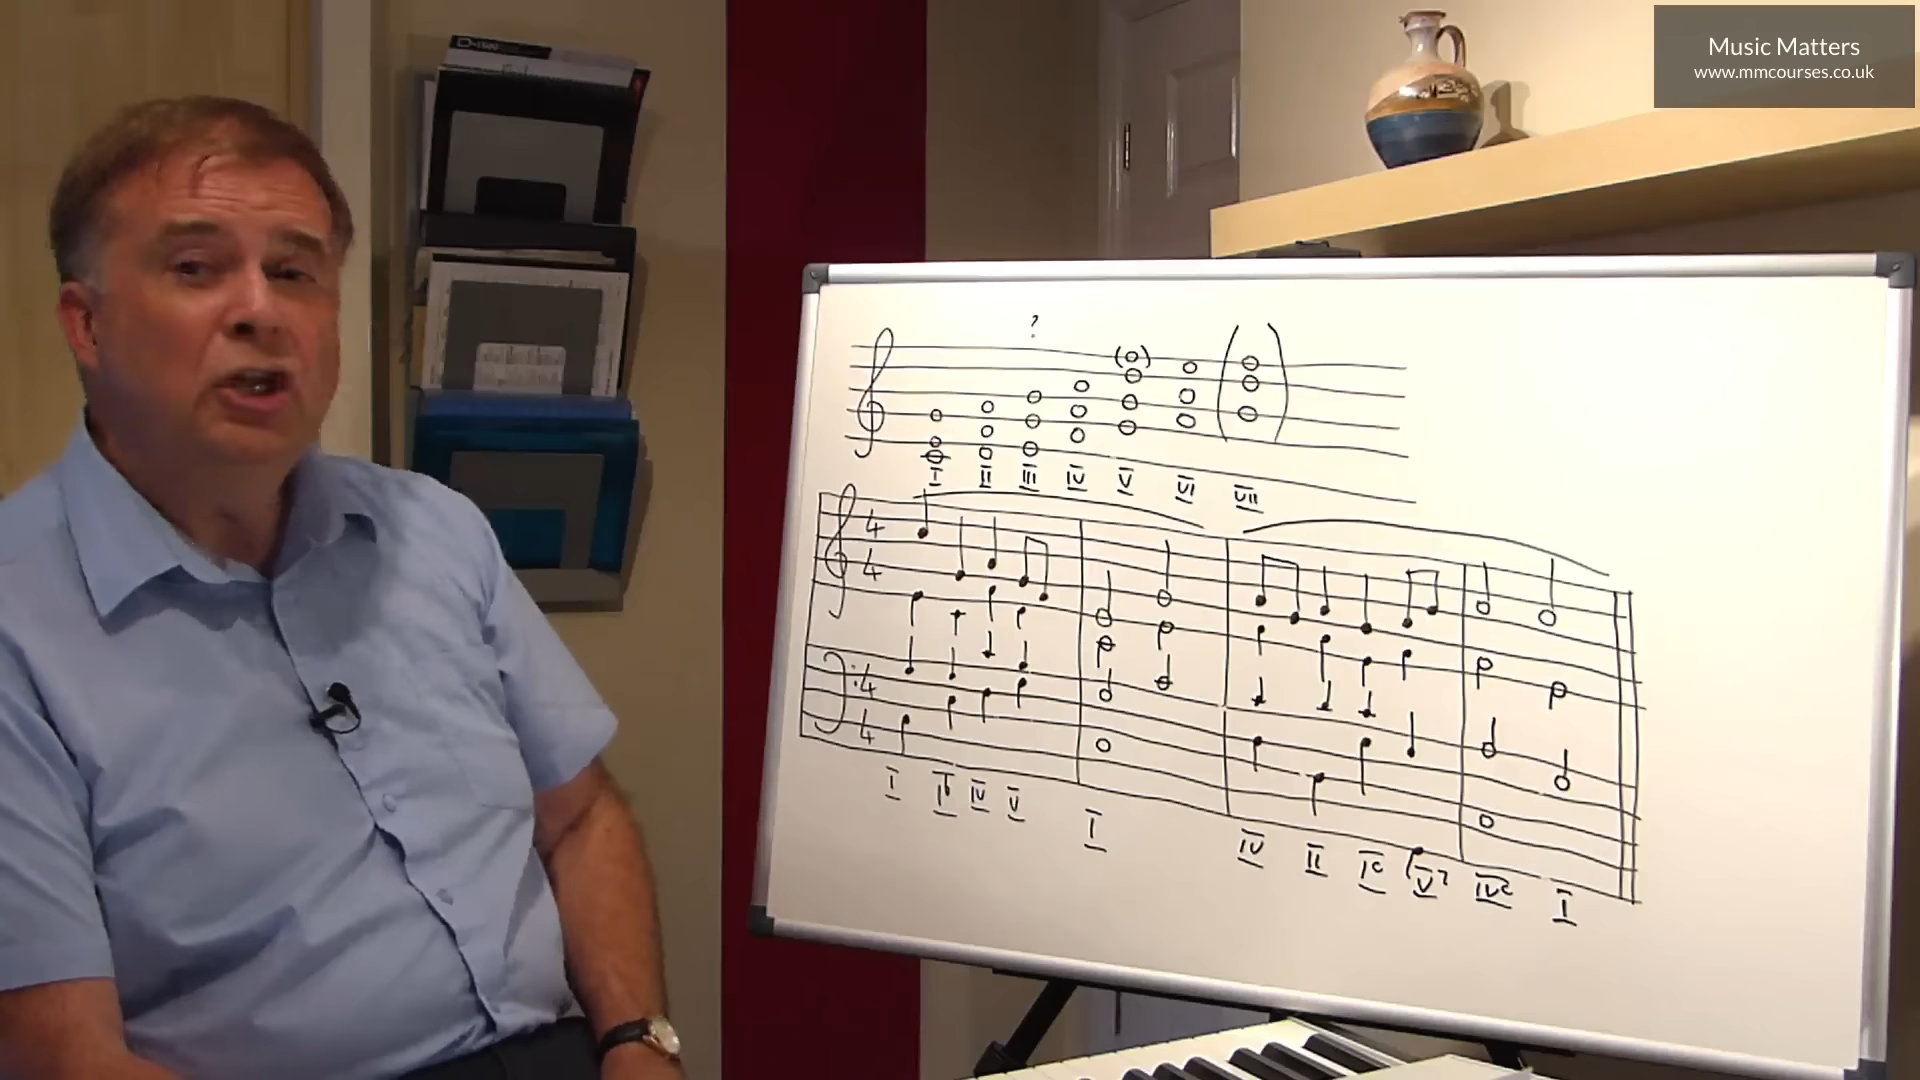 Music Matters
www.mmcourses.co.uk
?
I II III IV V VI VII
4 4
4 4
I Ib IV V I IV II Ic V7 IVc I